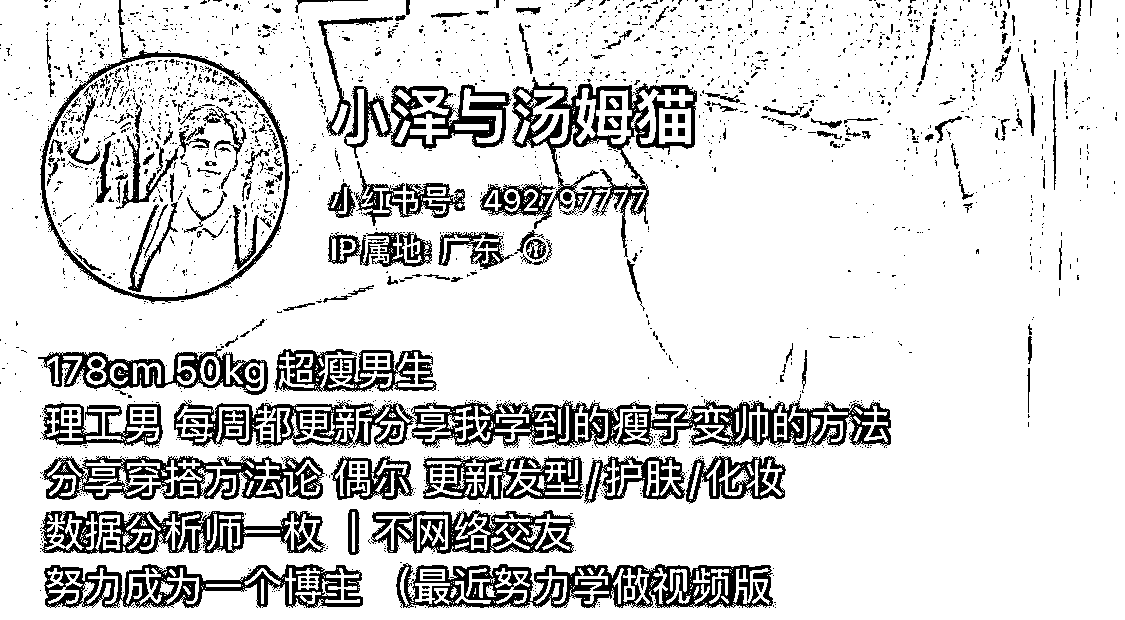 小泽与汤姆猫
小红书号：492797777
IP属地：广东
178cm 50kg 超瘦男生
理工男 每周都更新分享我学到的瘦子变帅的方法
分享穿搭方法论 偶尔 更新发型/护肤/化妆
数据分析师一枚 ｜不网络交友
努力成为一个博主 （最近努力学做视频版